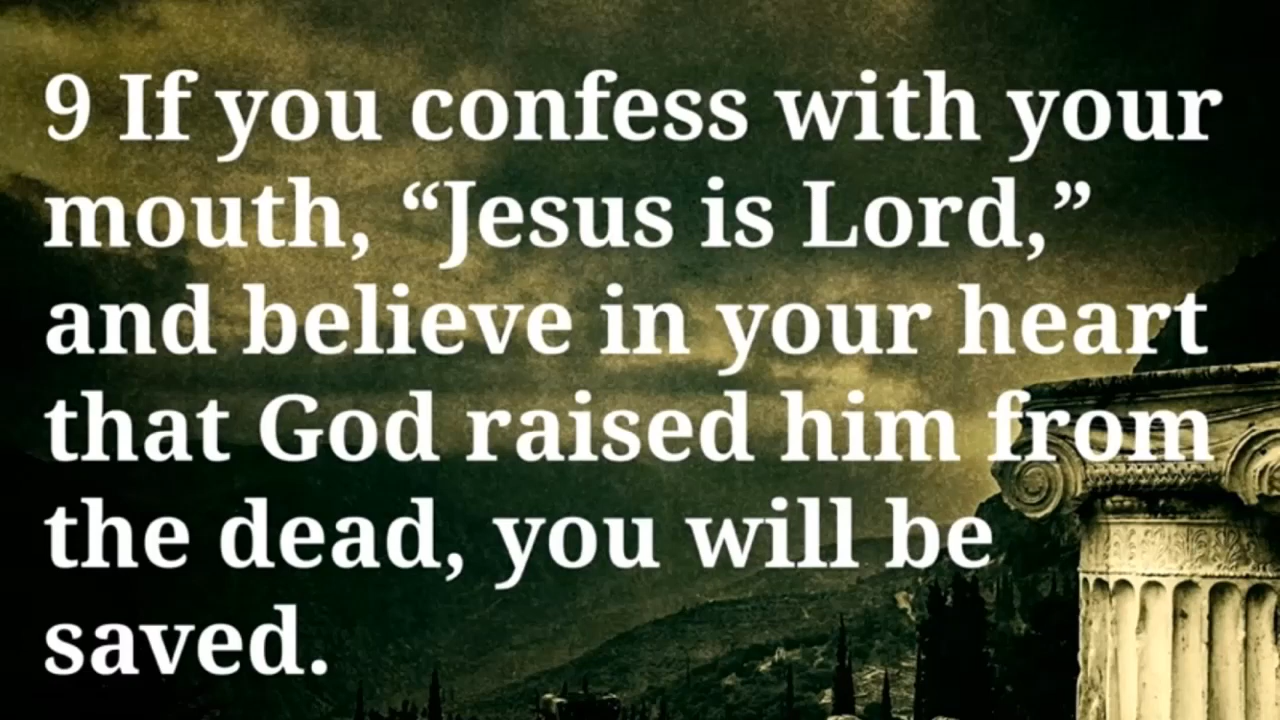 9 If you confess with your
mouth, “Jesus is Lord,”
and believe in your heart
that God raised him from
the dead, you will be
saved.